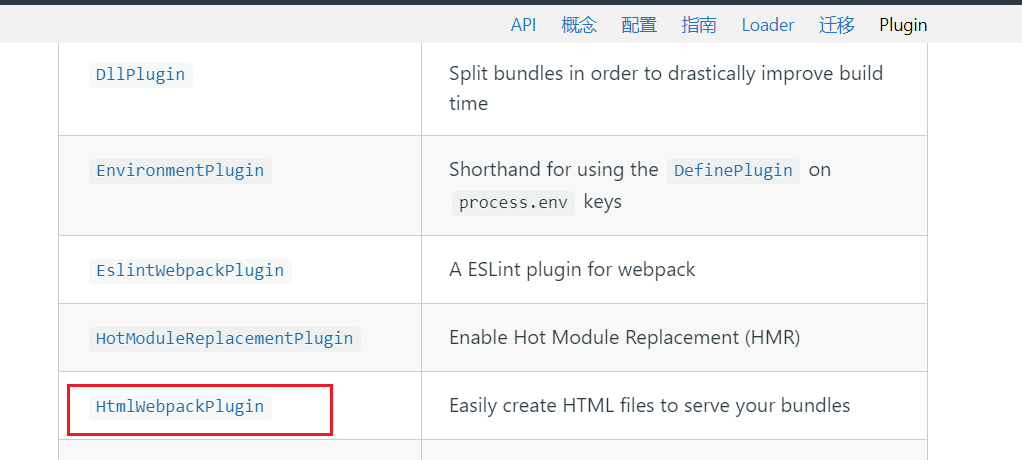 API 概念 配置 指南 Loader 迁移 Plugin
DllPlugin Split bundles in order to drastically improve build
time
EnvironmentPlugin Shorthand for using the DefinePlugin on
process.env keys
EslintWebpackPlugin A ESLint plugin for webpack
HotModuleReplacementPlugin Enable Hot Module Replacement (HMR)
HtmlWebpackPlugin Easily create HTML files to serve your bundles